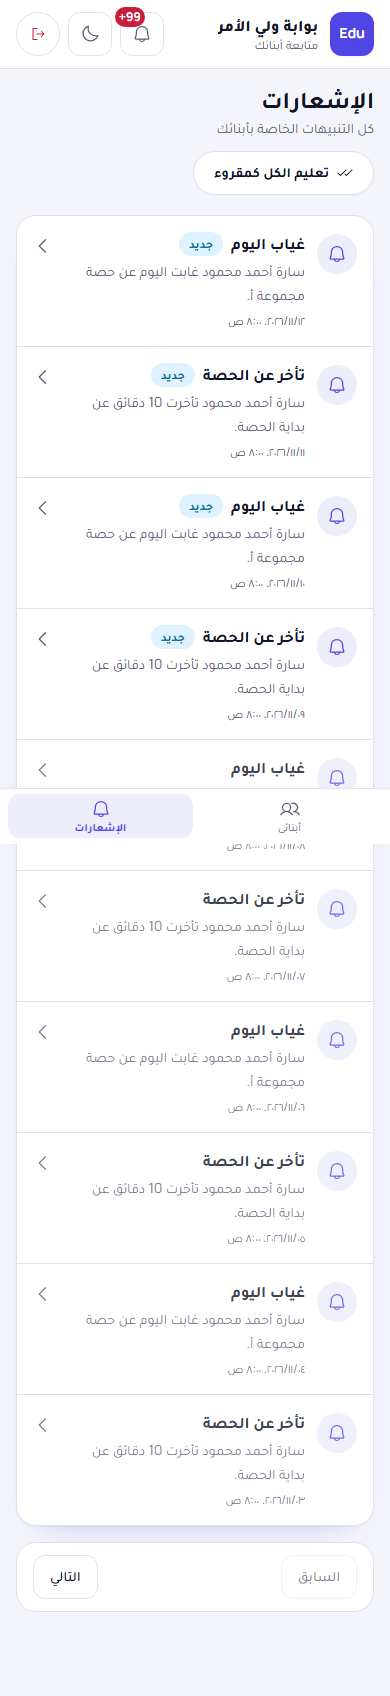 Edu
بوابة ولي الأمر
متابعة أبنائك
99+
الإشعارات
كل التنبيهات الخاصة بأبنائك
تعليم الكل كمقروء
غياب اليوم جديد
سارة أحمد محمود غابت اليوم عن حصة
مجموعة أ.
٢٠٢٦/١١/١٢، ٨:٠٠ ص
تأخر عن الحصة جديد
سارة أحمد محمود تأخرت 10 دقائق عن
بداية الحصة.
٢٠٢٦/١١/١١، ٨:٠٠ ص
غياب اليوم جديد
سارة أحمد محمود غابت اليوم عن حصة
مجموعة أ.
٢٠٢٦/١١/١٠، ٨:٠٠ ص
تأخر عن الحصة جديد
سارة أحمد محمود تأخرت 10 دقائق عن
بداية الحصة.
٢٠٢٦/١١/٠٩، ٨:٠٠ ص
غياب اليوم
أبنائي
الإشعارات
٢٠٢٦/١١/٠٨، ٨:٠٠ ص
تأخر عن الحصة
سارة أحمد محمود تأخرت 10 دقائق عن
بداية الحصة.
٢٠٢٦/١١/٠٧، ٨:٠٠ ص
غياب اليوم
سارة أحمد محمود غابت اليوم عن حصة
مجموعة أ.
٢٠٢٦/١١/٠٦، ٨:٠٠ ص
تأخر عن الحصة
سارة أحمد محمود تأخرت 10 دقائق عن
بداية الحصة.
٢٠٢٦/١١/٠٥، ٨:٠٠ ص
غياب اليوم
سارة أحمد محمود غابت اليوم عن حصة
مجموعة أ.
٢٠٢٦/١١/٠٤، ٨:٠٠ ص
تأخر عن الحصة
سارة أحمد محمود تأخرت 10 دقائق عن
بداية الحصة.
٢٠٢٦/١١/٠٣، ٨:٠٠ ص
السابق
التالي